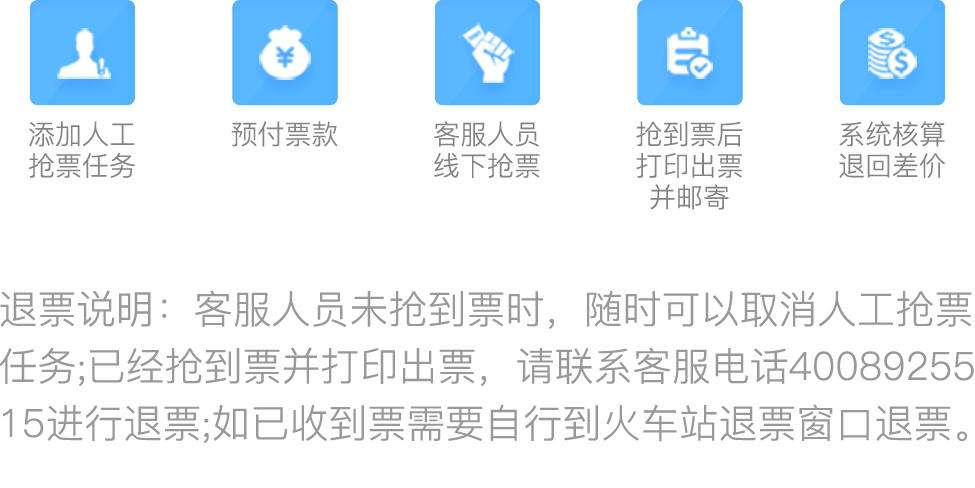 添加人工 预付票款 客服人员 抢到票后 系统核算
抢票任务 线下抢票 打印出票 退回差价
并邮寄
退票说明：客服人员未抢到票时，随时可以取消人工抢票
任务;已经抢到票并打印出票，请联系客服电话40089255
15进行退票;如已收到票需要自行到火车站退票窗口退票。